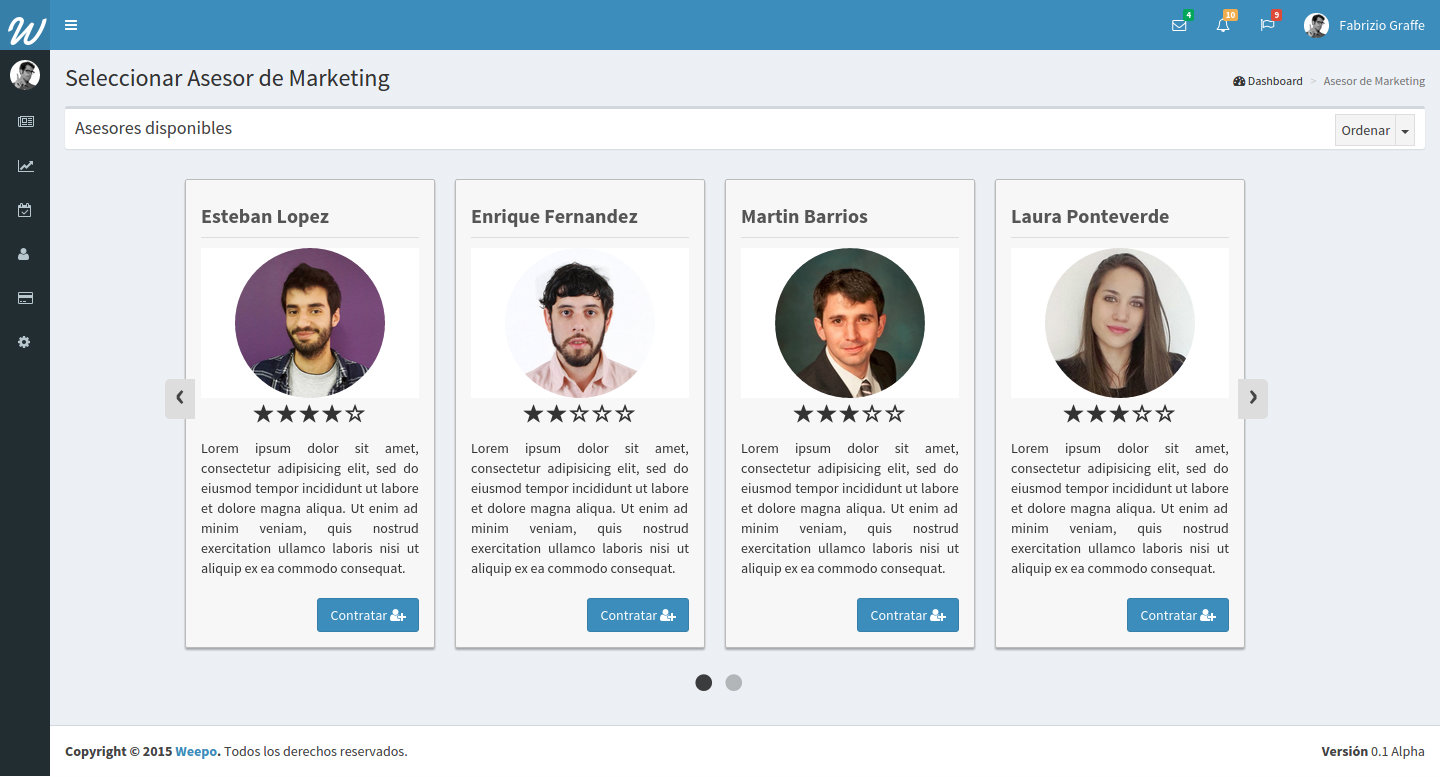 W
4
10
9
Fabrizio Graffe
Seleccionar Asesor de Marketing
Dashboard > Asesor de Marketing
Asesores disponibles
Ordenar
Esteban Lopez
Lorem ipsum dolor sit amet,
consectetur adipisicing elit, sed do
eiusmod tempor incididunt ut labore
et dolore magna aliqua. Ut enim ad
minim veniam, quis nostrud
exercitation ullamco laboris nisi ut
aliquip ex ea commodo consequat.
Contratar
Enrique Fernandez
Lorem ipsum dolor sit amet,
consectetur adipisicing elit, sed do
eiusmod tempor incididunt ut labore
et dolore magna aliqua. Ut enim ad
minim veniam, quis nostrud
exercitation ullamco laboris nisi ut
aliquip ex ea commodo consequat.
Contratar
Martin Barrios
Lorem ipsum dolor sit amet,
consectetur adipisicing elit, sed do
eiusmod tempor incididunt ut labore
et dolore magna aliqua. Ut enim ad
minim veniam, quis nostrud
exercitation ullamco laboris nisi ut
aliquip ex ea commodo consequat.
Contratar
Laura Ponteverde
Lorem ipsum dolor sit amet,
consectetur adipisicing elit, sed do
eiusmod tempor incididunt ut labore
et dolore magna aliqua. Ut enim ad
minim veniam, quis nostrud
exercitation ullamco laboris nisi ut
aliquip ex ea commodo consequat.
Contratar
Copyright © 2015 Weepo. Todos los derechos reservados.
Versión 0.1 Alpha